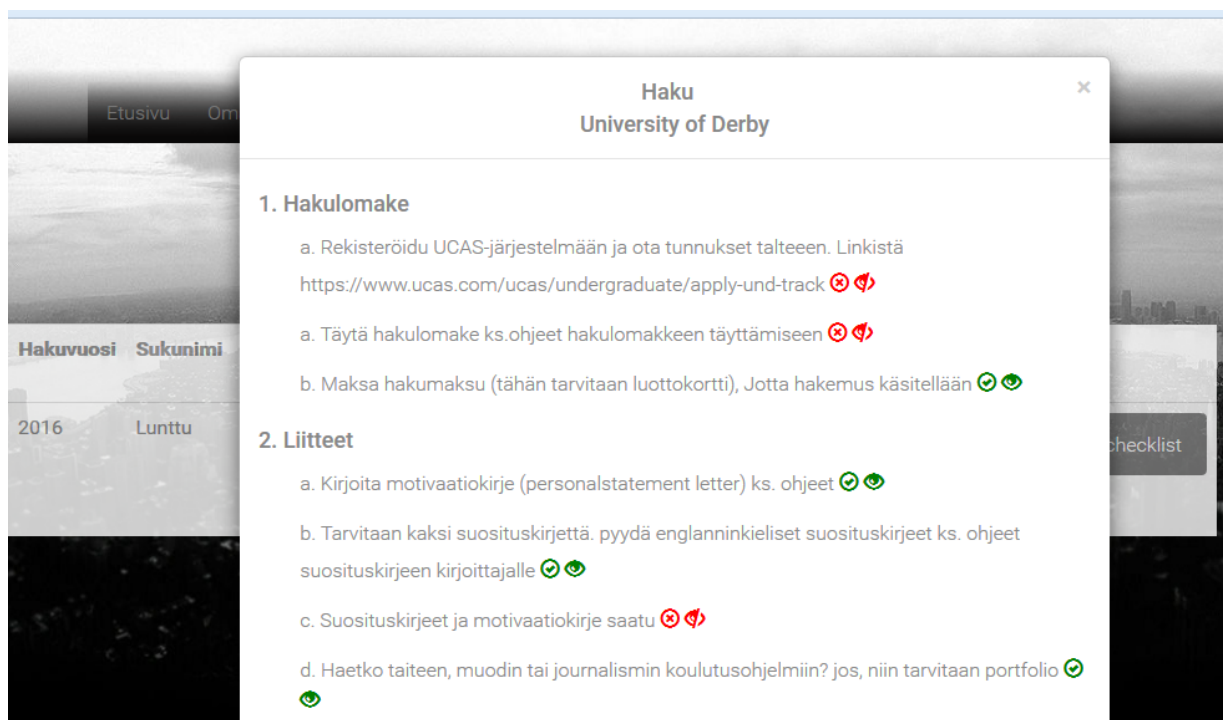 Haku
×
University of Derby
Etusivu Om
1. Hakulomake
a. Rekisteröidu UCAS-järjestelmään ja ota tunnukset talteeen. Linkistä
https://www.ucas.com/ucas/undergraduate/apply-und-track
a. Täytä hakulomake ks.ohjeet hakulomakkeen täyttämiseen
b. Maksa hakumaksu (tähän tarvitaan luottokortti), Jotta hakemus käsitellään
Hakuvuosi Sukunimi
2016 Lunttu
checklist
2. Liitteet
a. Kirjoita motivaatiokirje (personalstatement letter) ks. ohjeet
b. Tarvitaan kaksi suosituskirjettä. pyydä englanninkieliset suosituskirjeet ks. ohjeet
suosituskirjeen kirjoittajalle
c. Suosituskirjeet ja motivaatiokirje saatu
d. Haetko taiteen, muodin tai journalismin koulutusohjelmiin? jos, niin tarvitaan portfolio